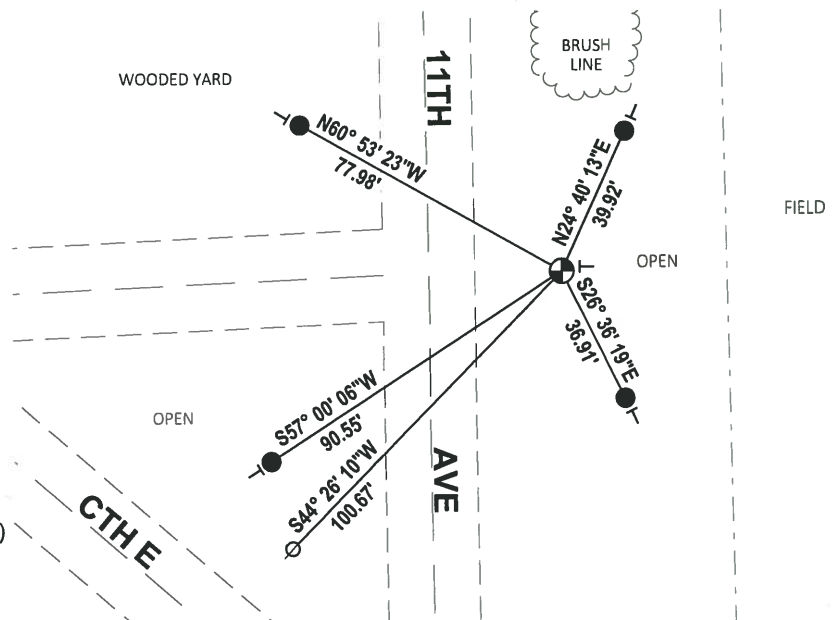 BRUSH
LINE
WOODED YARD
11TH
N60° 53' 23"W
77.98'
N24° 40' 13"E
39.92'
FIELD
OPEN
S26° 36' 19"E
36.91'
S57° 00' 06"W
90.55'
OPEN
S44° 26' 10"W
100.67'
AVE
CTH E
)